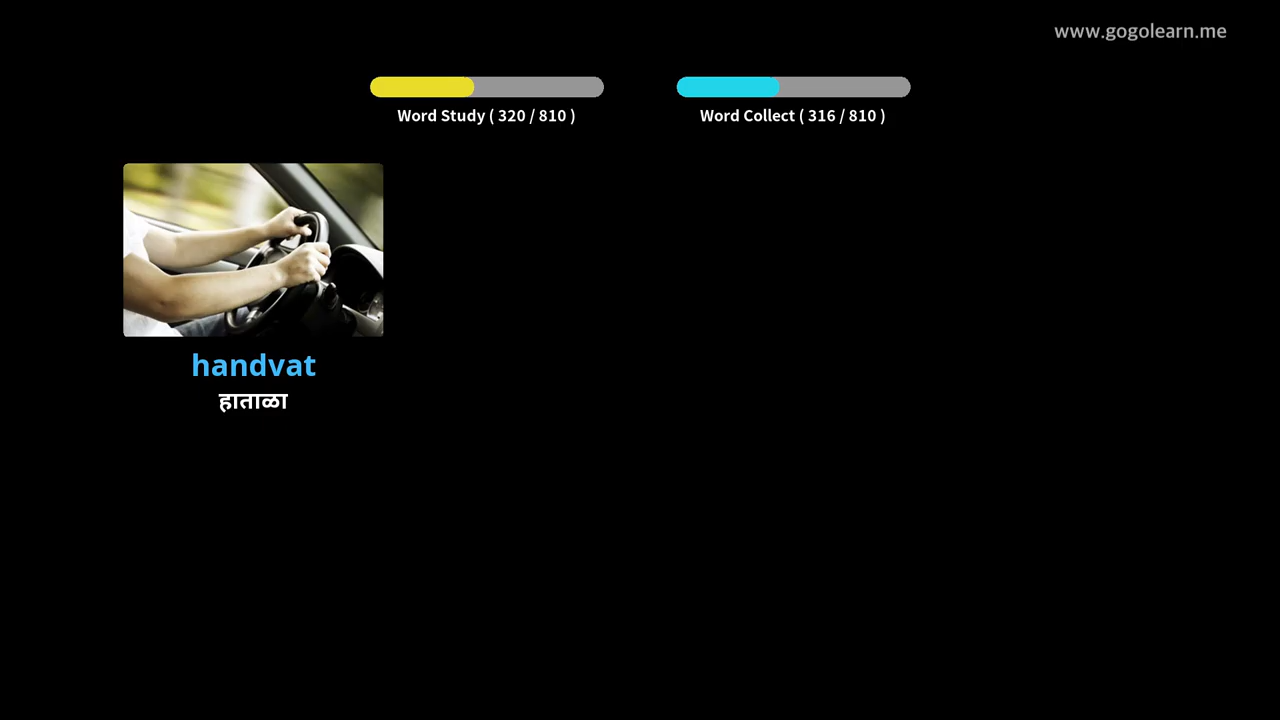 www.gogolearn.me
Word Study ( 320 / 810 )
Word Collect ( 316 / 810 )
handvat
हाताळा